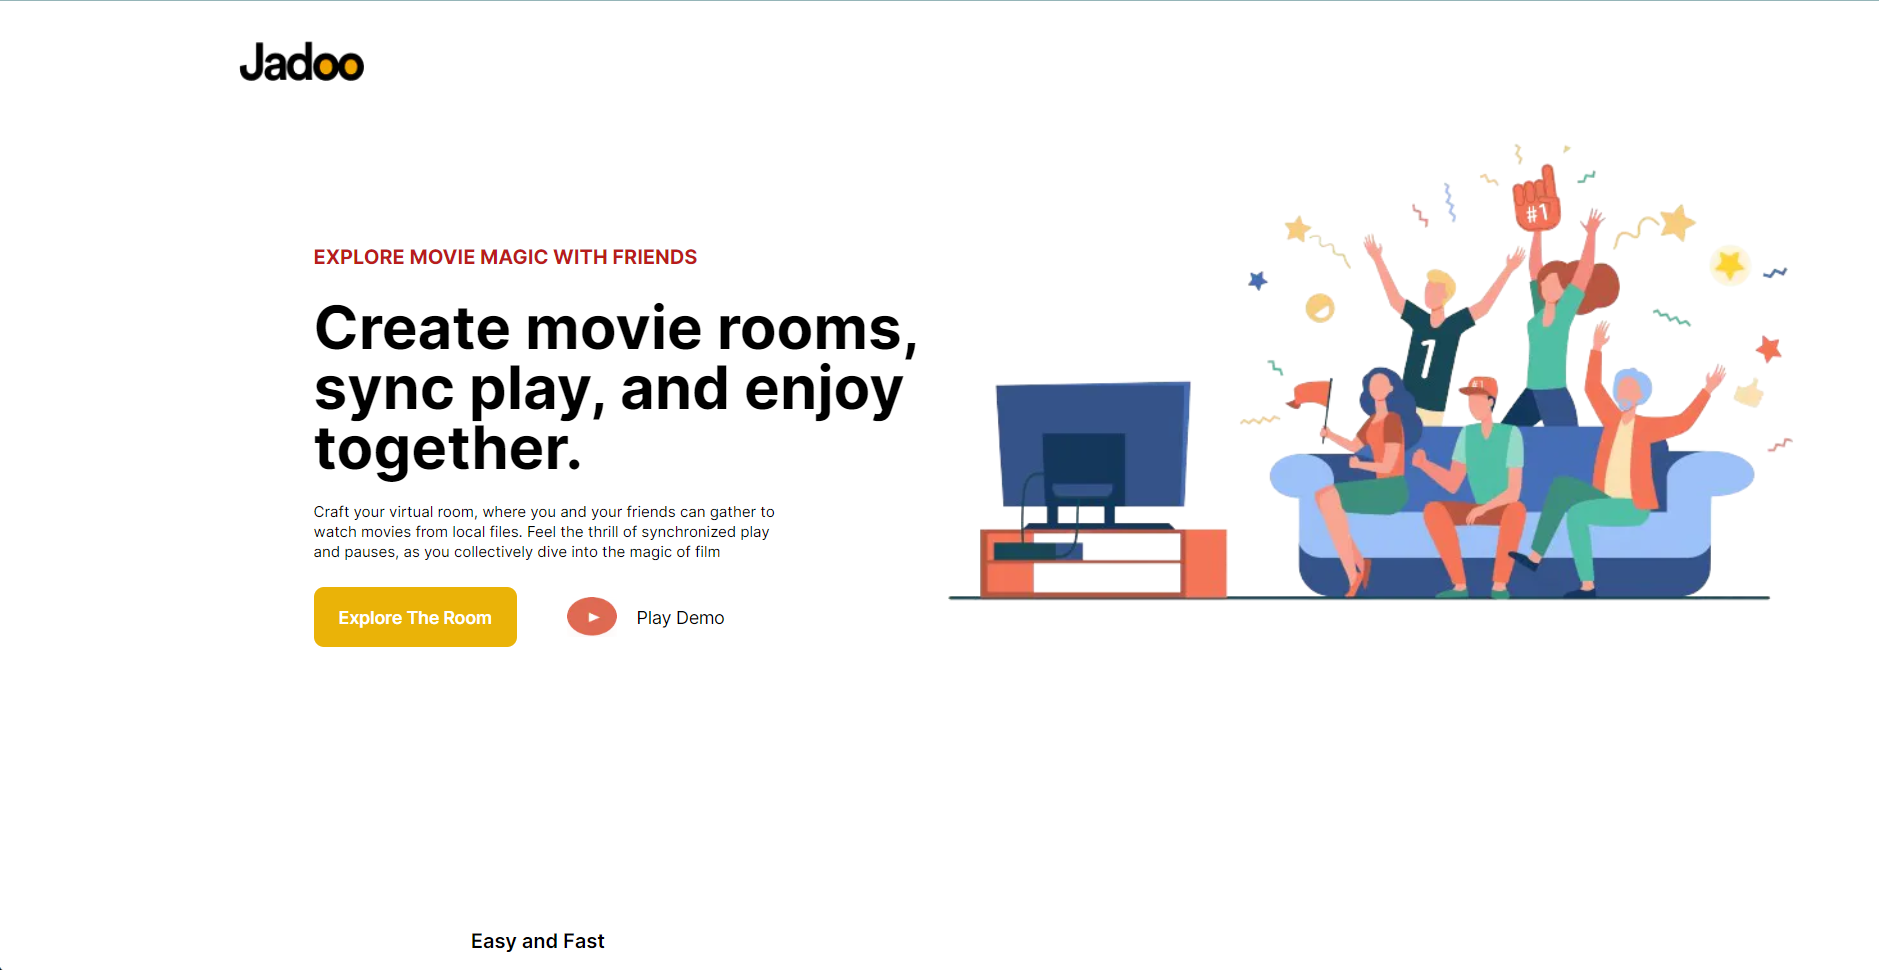 Jadoo
EXPLORE MOVIE MAGIC WITH FRIENDS
Create movie rooms,
sync play, and enjoy
together.
Craft your virtual room, where you and your friends can gather to
watch movies from local files. Feel the thrill of synchronized play
and pauses, as you collectively dive into the magic of film
Explore The Room
Play Demo
#1
1
#1
Easy and Fast